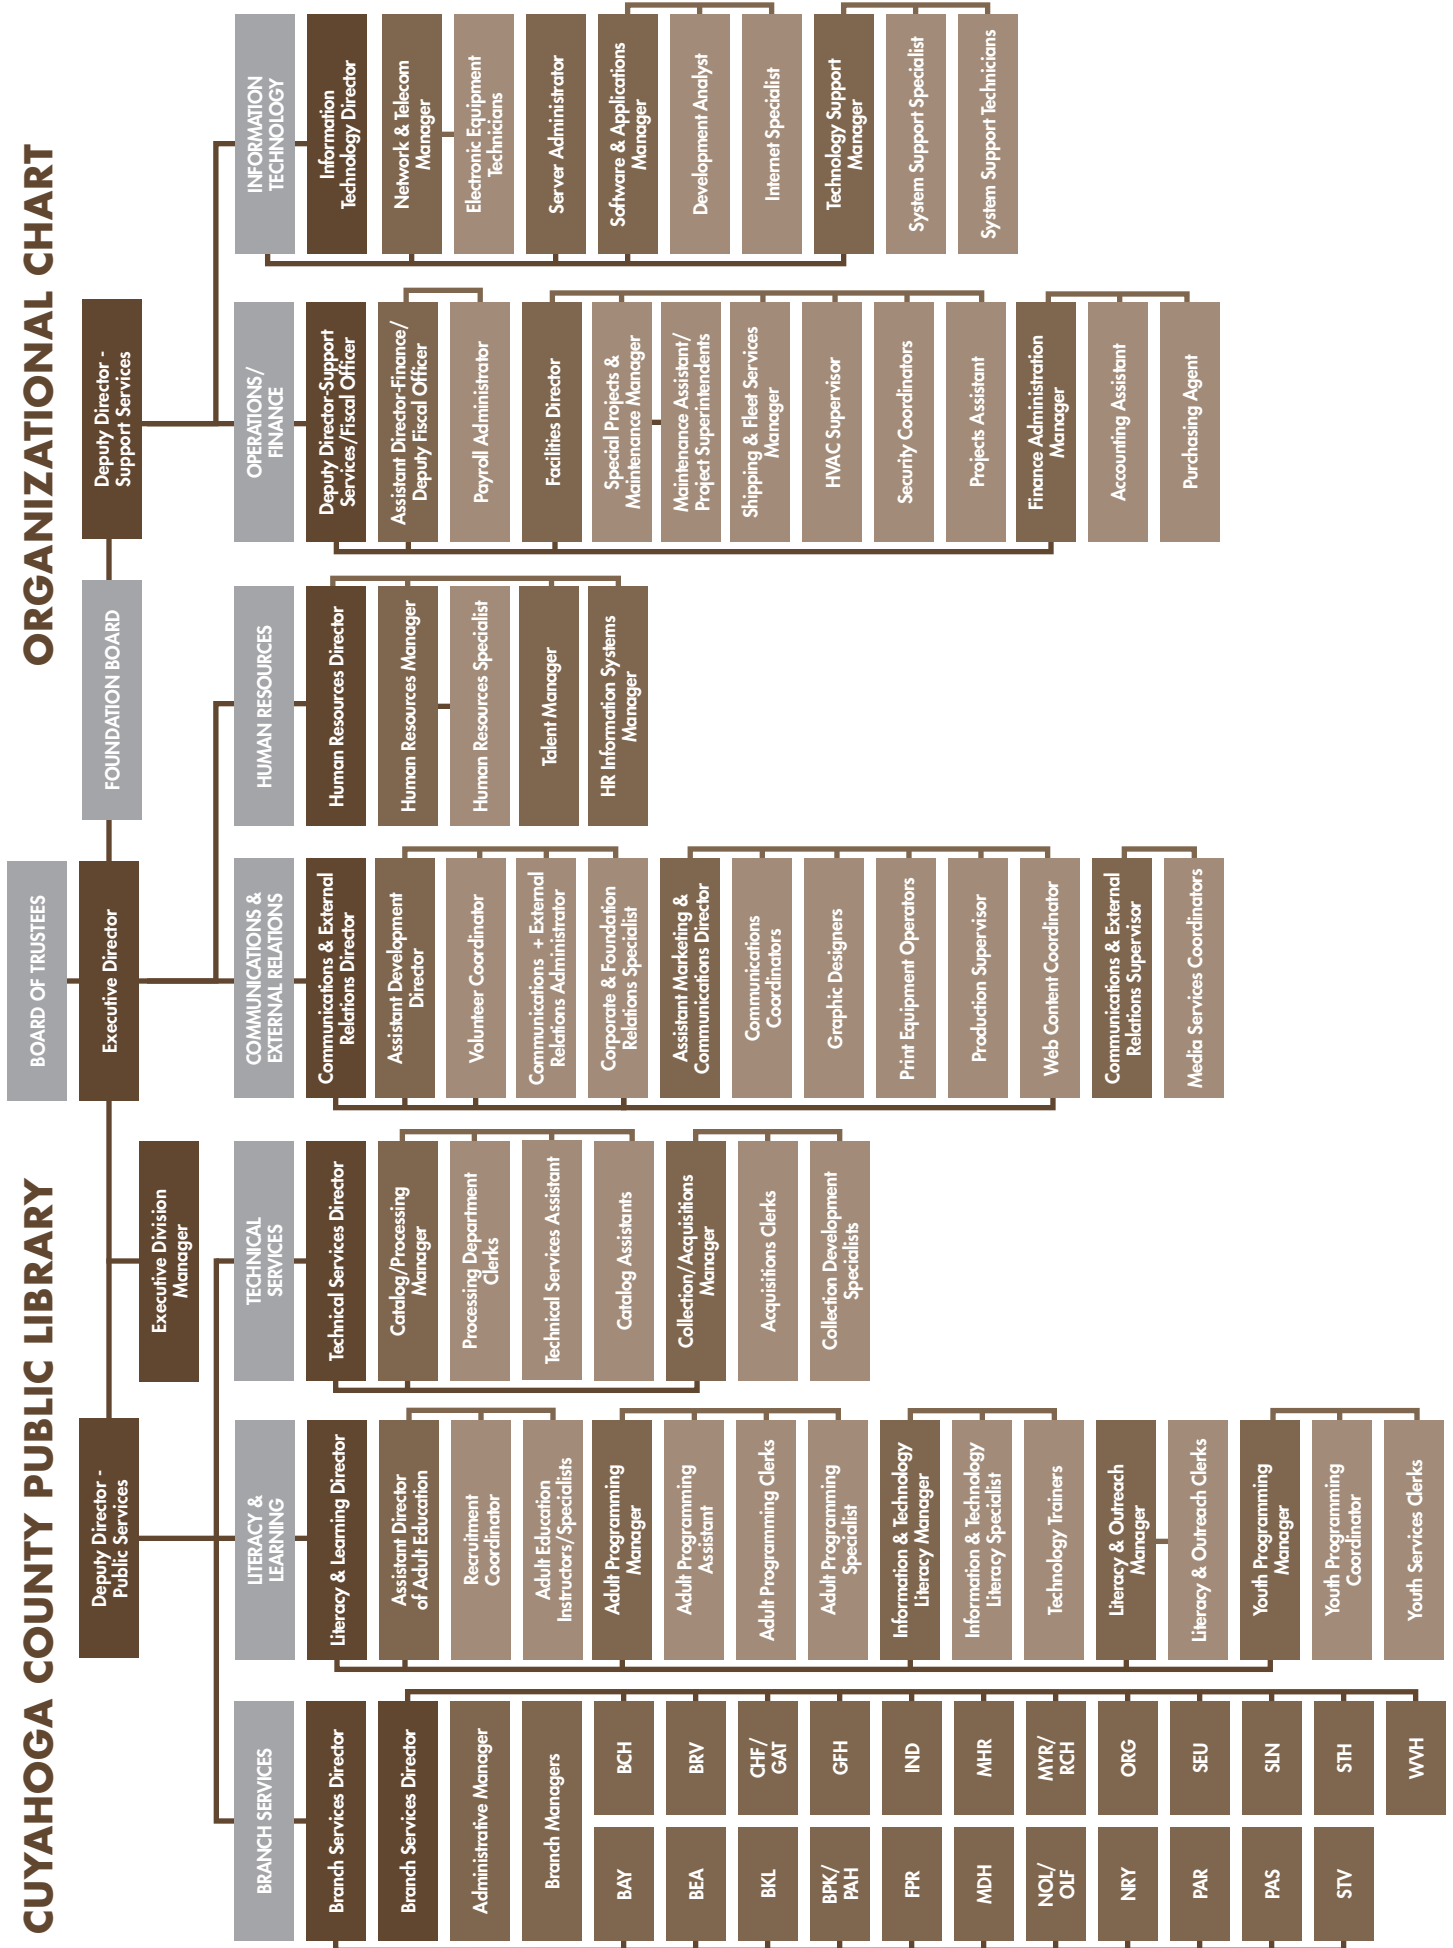 CUYAHOGA COUNTY PUBLIC LIBRARY
ORGANIZATIONAL CHART
BOARD OF TRUSTEES
Executive Director
FOUNDATION BOARD
Deputy Director -
Public Services
Executive Division
Manager
Deputy Director -
Support Services
BRANCH SERVICES
Branch Services Director
Branch Services Director
Administrative Manager
Branch Managers
BAY
BCH
BEA
BRV
BKL
CHF/
GAT
BPK/
PAH
GFH
FPR
IND
MDH
MHR
NOL/
OLF
MYR/
RCH
NRY
ORG
PAR
SEU
PAS
SLN
STV
STH
WVH
LITERACY &
LEARNING
Literacy & Learning Director
Assistant Director
of Adult Education
Recruitment
Coordinator
Adult Education
Instructors/Specialists
Adult Programming
Manager
Adult Programming
Assistant
Adult Programming Clerks
Adult Programming
Specialist
Information & Technology
Literacy Manager
Information & Technology
Literacy Specialist
Technology Trainers
Literacy & Outreach
Manager
Literacy & Outreach Clerks
Youth Programming
Manager
Youth Programming
Coordinator
Youth Services Clerks
TECHNICAL
SERVICES
Technical Services Director
Catalog/Processing
Manager
Processing Department
Clerks
Technical Services Assistant
Catalog Assistants
Collection/Acquisitions
Manager
Acquisitions Clerks
Collection Development
Specialists
COMMUNICATIONS &
EXTERNAL RELATIONS
Communications & External
Relations Director
Assistant Development
Director
Volunteer Coordinator
Communications + External
Relations Administrator
Corporate & Foundation
Relations Specialist
Assistant Marketing &
Communications Director
Communications
Coordinators
Graphic Designers
Print Equipment Operators
Production Supervisor
Web Content Coordinator
Communications & External
Relations Supervisor
Media Services Coordinators
HUMAN RESOURCES
Human Resources Director
Human Resources Manager
Human Resources Specialist
Talent Manager
HR Information Systems
Manager
OPERATIONS/
FINANCE
Deputy Director-Support
Services/Fiscal Officer
Assistant Director-Finance/
Deputy Fiscal Officer
Payroll Administrator
Facilities Director
Special Projects &
Maintenance Manager
Maintenance Assistant/
Project Superintendents
Shipping & Fleet Services
Manager
HVAC Supervisor
Security Coordinators
Projects Assistant
Finance Administration
Manager
Accounting Assistant
Purchasing Agent
INFORMATION
TECHNOLOGY
Information
Technology Director
Network & Telecom
Manager
Electronic Equipment
Technicians
Server Administrator
Software & Applications
Manager
Development Analyst
Internet Specialist
Technology Support
Manager
System Support Specialist
System Support Technicians